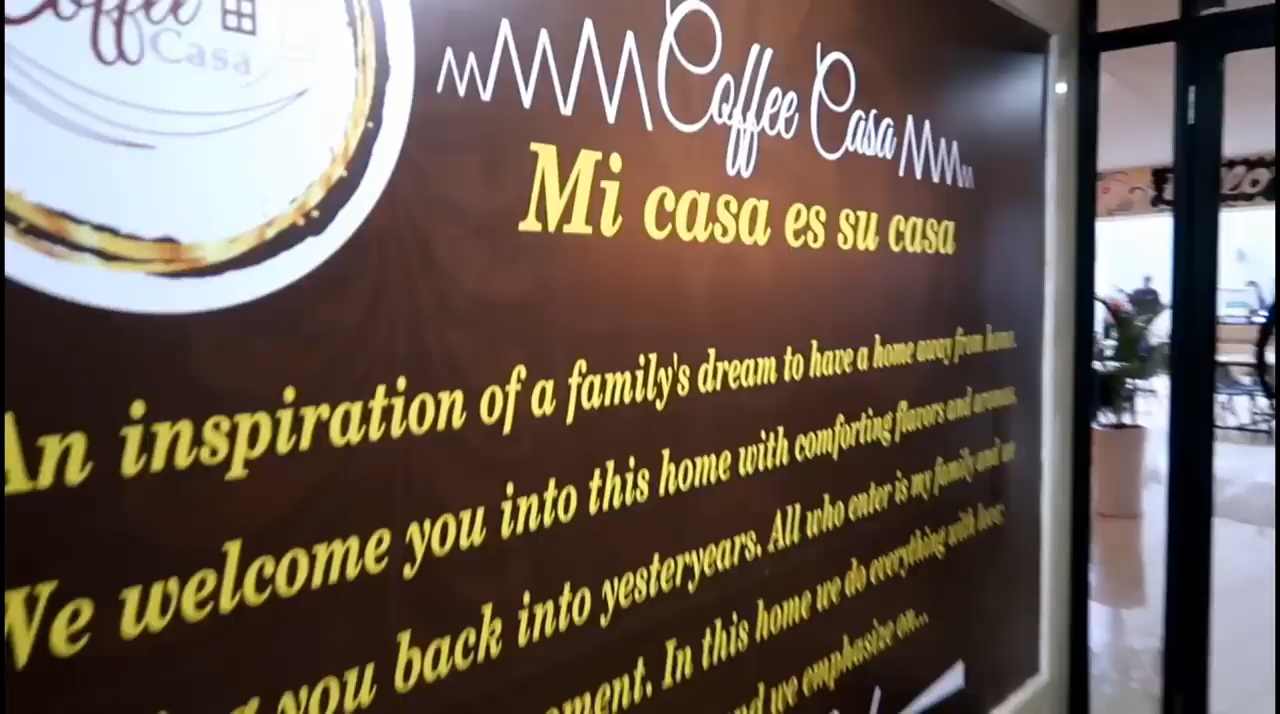 Coffee
Casa
Coffee Casa
Mi casa es su casa
An inspiration of a family's dream to have a home away from home.
We welcome you into this home with comforting flavors and aromas.
you back into yesteryears. All who enter is my family and we
In this home we do everything with love
we emphasize on...